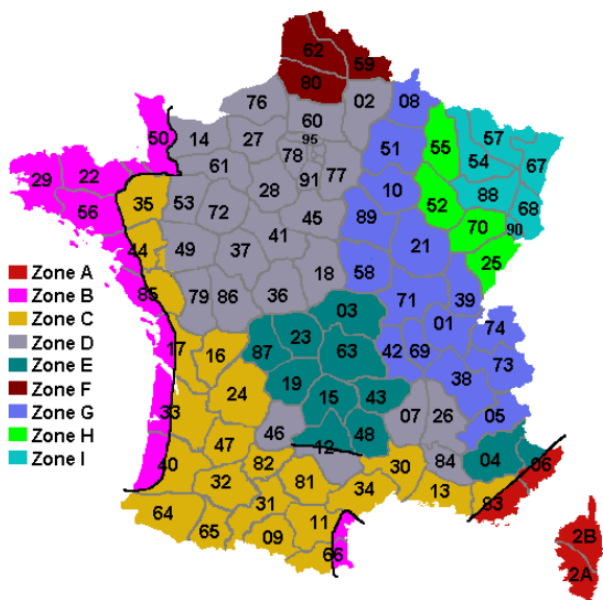 62 59
80
76 02 08
50 14 27 60 95 51 55 57
54 67
61 78 77
29 22 91 10 88
56 35 53 72 28 52 68
45 89 70 90
44 49 37 41 21 25
85 79 86 36 18 58
03 71 39
01 74
17 16 87 23 63 42 69
73
24 19 15 43 38
33 07 26 05
46 48
12
40 47 82 30 84 04 06
32 81 34 13 83
64 31
65 09 11
66
2B
2A
Zone A
Zone B
Zone C
Zone D
Zone E
Zone F
Zone G
Zone H
Zone I